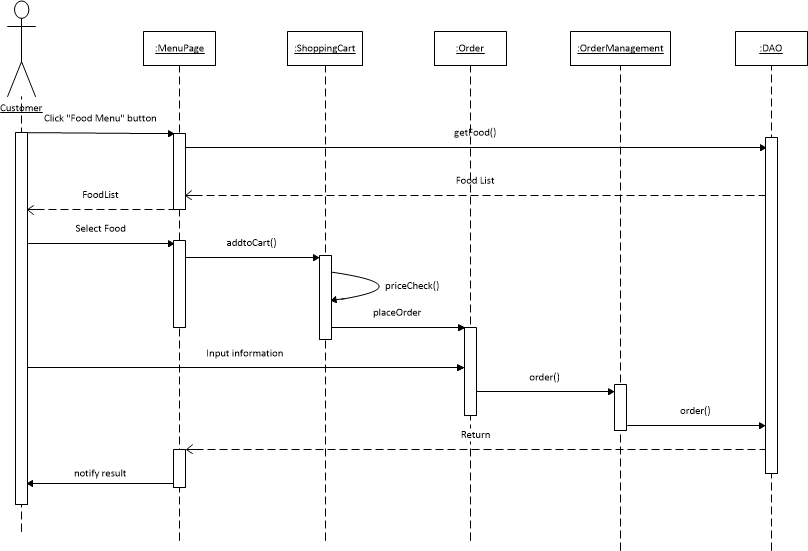 :MenuPage
:ShoppingCart
:Order
:OrderManagement
:DAO
Customer
Click "Food Menu" button
getFood()
Food List
FoodList
Select Food
addtoCart()
priceCheck()
placeOrder
Input information
order()
order()
Return
notify result